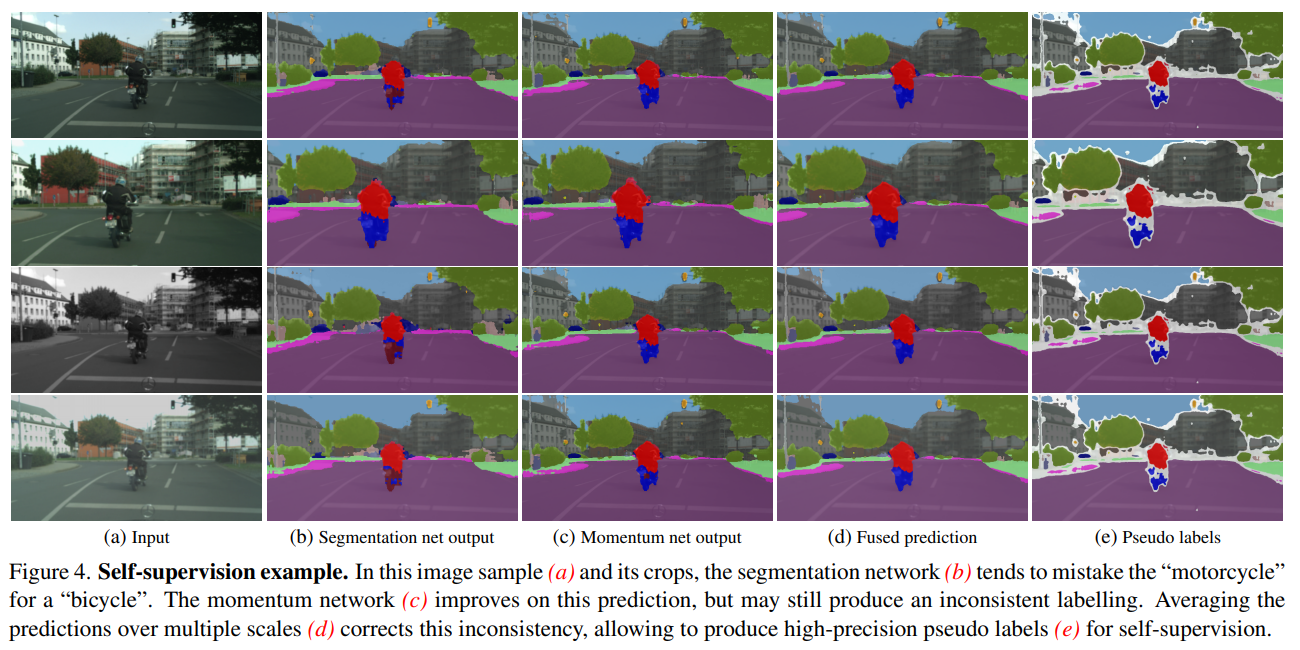 (a) Input
(b) Segmentation net output
(c) Momentum net output
(d) Fused prediction
(e) Pseudo labels
Figure 4. Self-supervision example. In this image sample (a) and its crops, the segmentation network (b) tends to mistake the “motorcycle”
for a “bicycle”. The momentum network (c) improves on this prediction, but may still produce an inconsistent labelling. Averaging the
predictions over multiple scales (d) corrects this inconsistency, allowing to produce high-precision pseudo labels (e) for self-supervision.